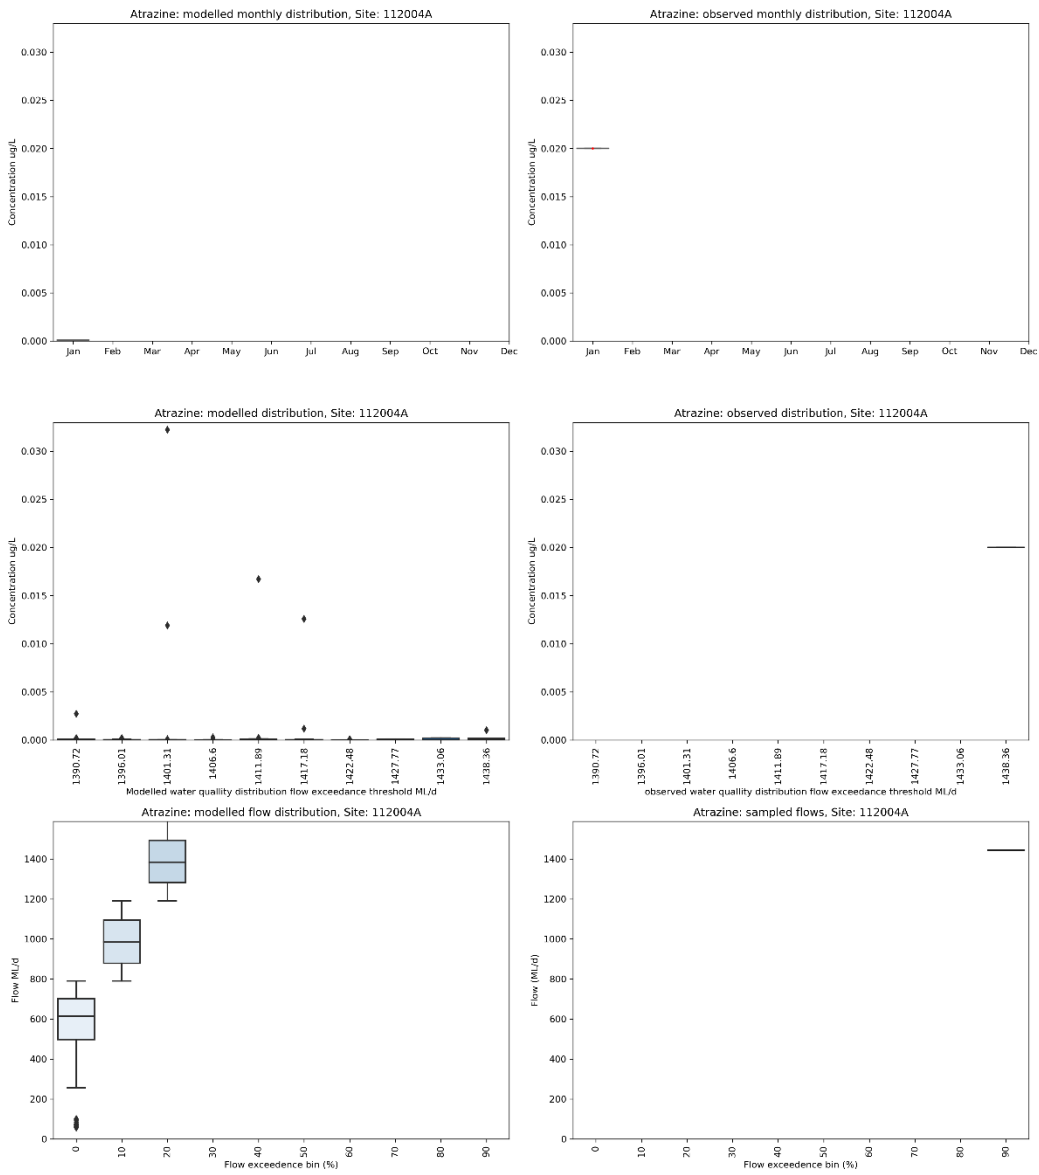 Atrazine: modelled monthly distribution, Site: 112004A
Concentration ug/L
0.030
0.025
0.020
0.015
0.010
0.005
0.000
Jan Feb Mar Apr May Jun Jul Aug Sep Oct Nov Dec
Atrazine: observed monthly distribution, Site: 112004A
Concentration ug/L
0.030
0.025
0.020
0.015
0.010
0.005
0.000
Jan Feb Mar Apr May Jun Jul Aug Sep Oct Nov Dec
Atrazine: modelled distribution, Site: 112004A
Concentration ug/L
0.030
0.025
0.020
0.015
0.010
0.005
0.000
1390.72 1396.01 1401.31 1406.6 1411.89 1417.18 1422.48 1427.77 1433.06 1438.36
Modelled water quallity distribution flow exceedance threshold ML/d
Atrazine: observed distribution, Site: 112004A
Concentration ug/L
0.030
0.025
0.020
0.015
0.010
0.005
0.000
1390.72 1396.01 1401.31 1406.6 1411.89 1417.18 1422.48 1427.77 1433.06 1438.36
observed water quallity distribution flow exceedance threshold ML/d
Atrazine: modelled flow distribution, Site: 112004A
Flow ML/d
1400
1200
1000
800
600
400
200
0
0 10 20 30 40 50 60 70 80 90
Flow exceedence bin (%)
Atrazine: sampled flows, Site: 112004A
Flow (ML/d)
1400
1200
1000
800
600
400
200
0
0 10 20 30 40 50 60 70 80 90
Flow exceedence bin (%)